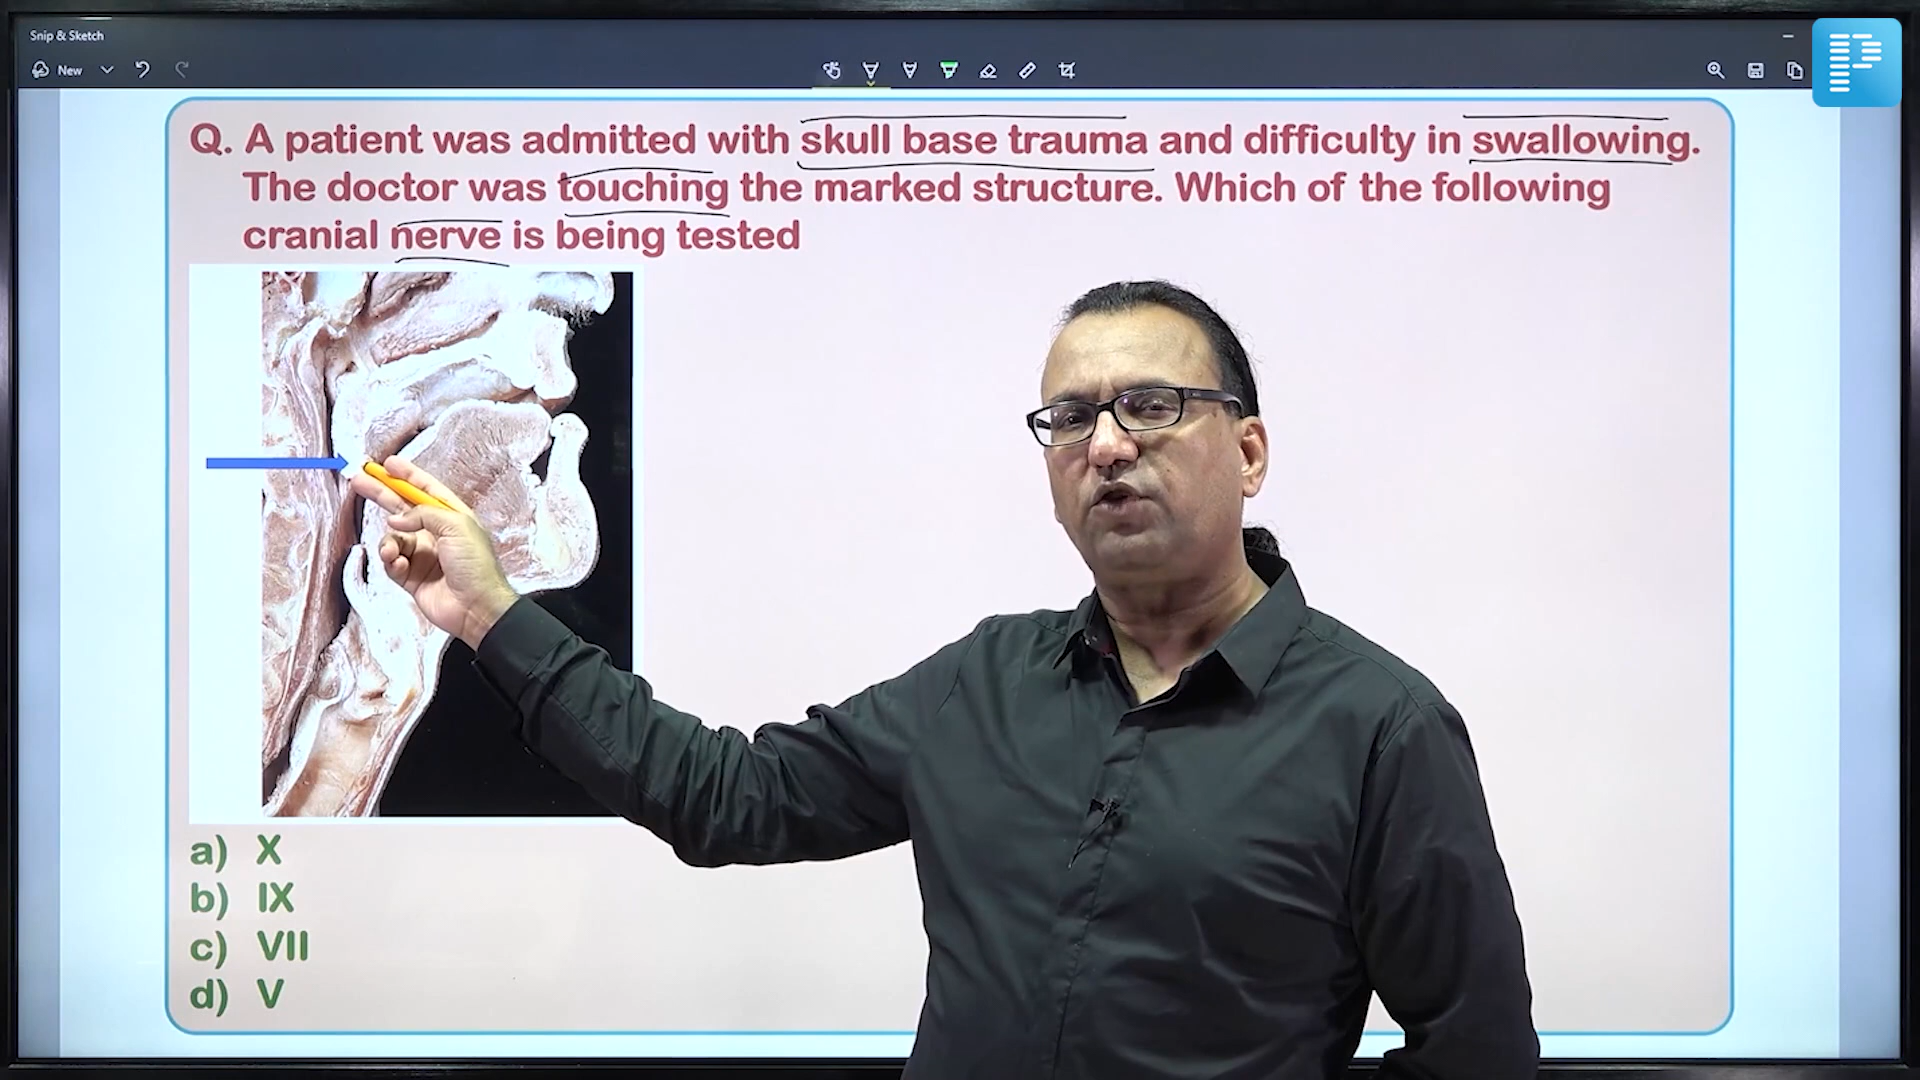 Snip & Sketch
New
Q. A patient was admitted with skull base trauma and difficulty in swallowing.
The doctor was touching the marked structure. Which of the following
cranial nerve is being tested
a) X
b) IX
c) VII
d) V